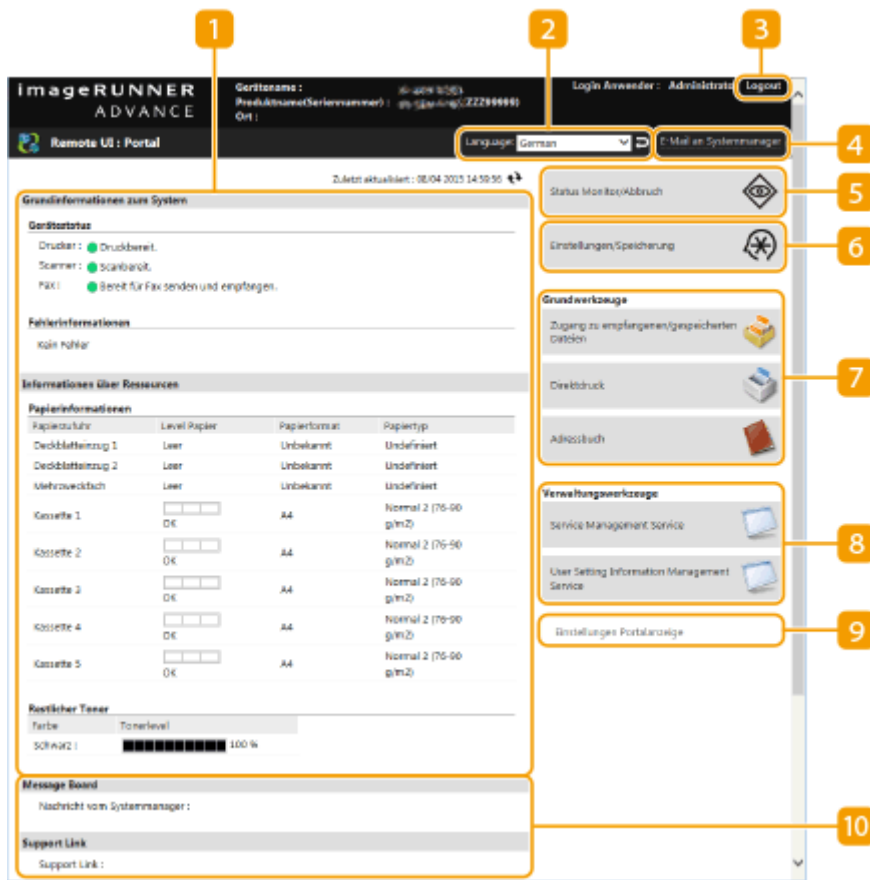 1
2
3
imageRUNNER
ADVANCE
Gerätename :
Produktname(Seriennummer) :
Ort :
Login Anwender : Administrator Logout
Remote UI : Portal
Language: German
E-Mail an Systemmanager
4
Zuletzt aktualisiert : 08/04 2015 14:59:56
Grundinformationen zum System
Gerätestatus
Drucker : Druckbereit.
Scanner : Scanbereit.
Fax : Bereit für Fax senden und empfangen.
Fehlerinformationen
Kein Fehler
Informationen über Ressourcen
Papierinformationen
Papierzufuhr Level Papier Papierformat Papiertyp
Deckblatteinzug 1 Leer Unbekannt Undefiniert
Deckblatteinzug 2 Leer Unbekannt Undefiniert
Mehrzweckfach Leer Unbekannt Undefiniert
Kassette 1 OK A4 Normal 2 (76-90 g/m2)
Kassette 2 OK A4 Normal 2 (76-90 g/m2)
Kassette 3 OK A4 Normal 2 (76-90 g/m2)
Kassette 4 OK A4 Normal 2 (76-90 g/m2)
Kassette 5 OK A4 Normal 2 (76-90 g/m2)
Restlicher Toner
Farbe Tonerlevel
Schwarz : 100 %
Message Board
Nachricht vom Systemmanager :
Support Link
Support Link :
Status Monitor/Abbruch
5
Einstellungen/Speicherung
6
Grundwerkzeuge
Zugang zu empfangenen/gespeicherten
Dateien
Direktdruck
7
Adressbuch
Verwaltungswerkzeuge
Service Management Service
8
User Setting Information Management
Service
Einstellungen Portalanzeige
9
10